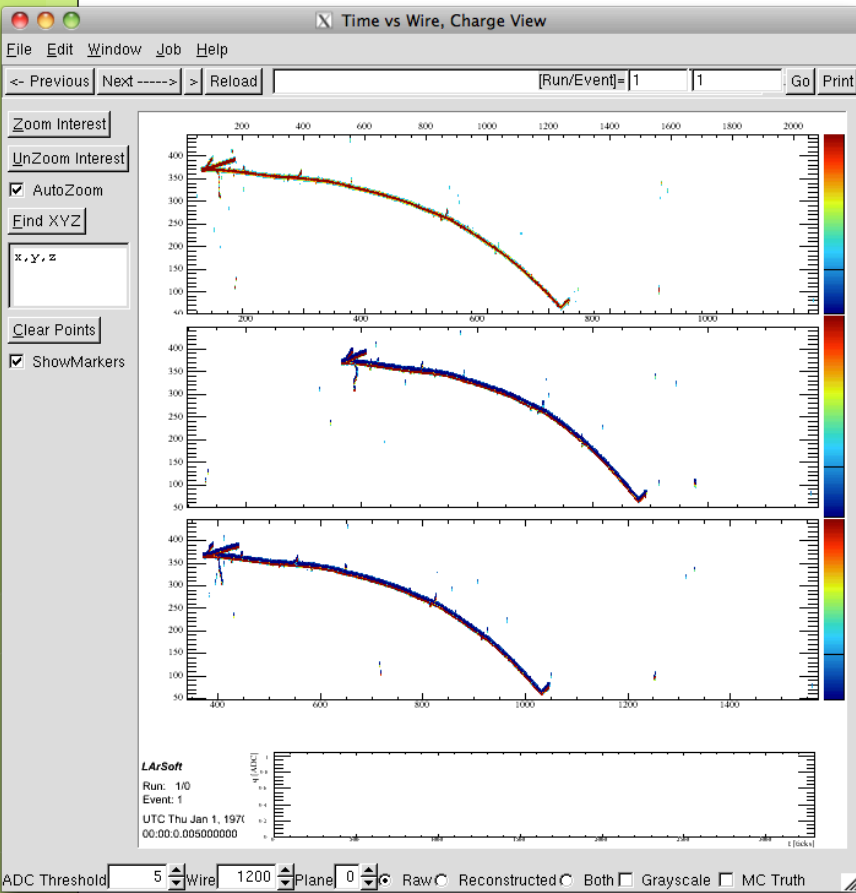 Time vs Wire, Charge View
File Edit Window Job Help
<- Previous Next -----> > Reload [Run/Event]= 1 1 Go Print
Zoom Interest
UnZoom Interest
AutoZoom
Find XYZ
x,y,z
Clear Points
ShowMarkers
200 400 600 800 1000 1200 1400 1600 1800 2000
400
350
300
250
200
150
100
50
200 400 600 800 1000
400
350
300
250
200
150
100
50
400
350
300
250
200
150
100
50
400 600 800 1000 1200 1400
LArSoft
Run: 1/0
Event: 1
UTC Thu Jan 1, 197
00:00:0.005000000
q [ADC]
t [ticks]
ADC Threshold 5 Wire 1200 Plane 0 Raw Reconstructed Both Grayscale MC Truth